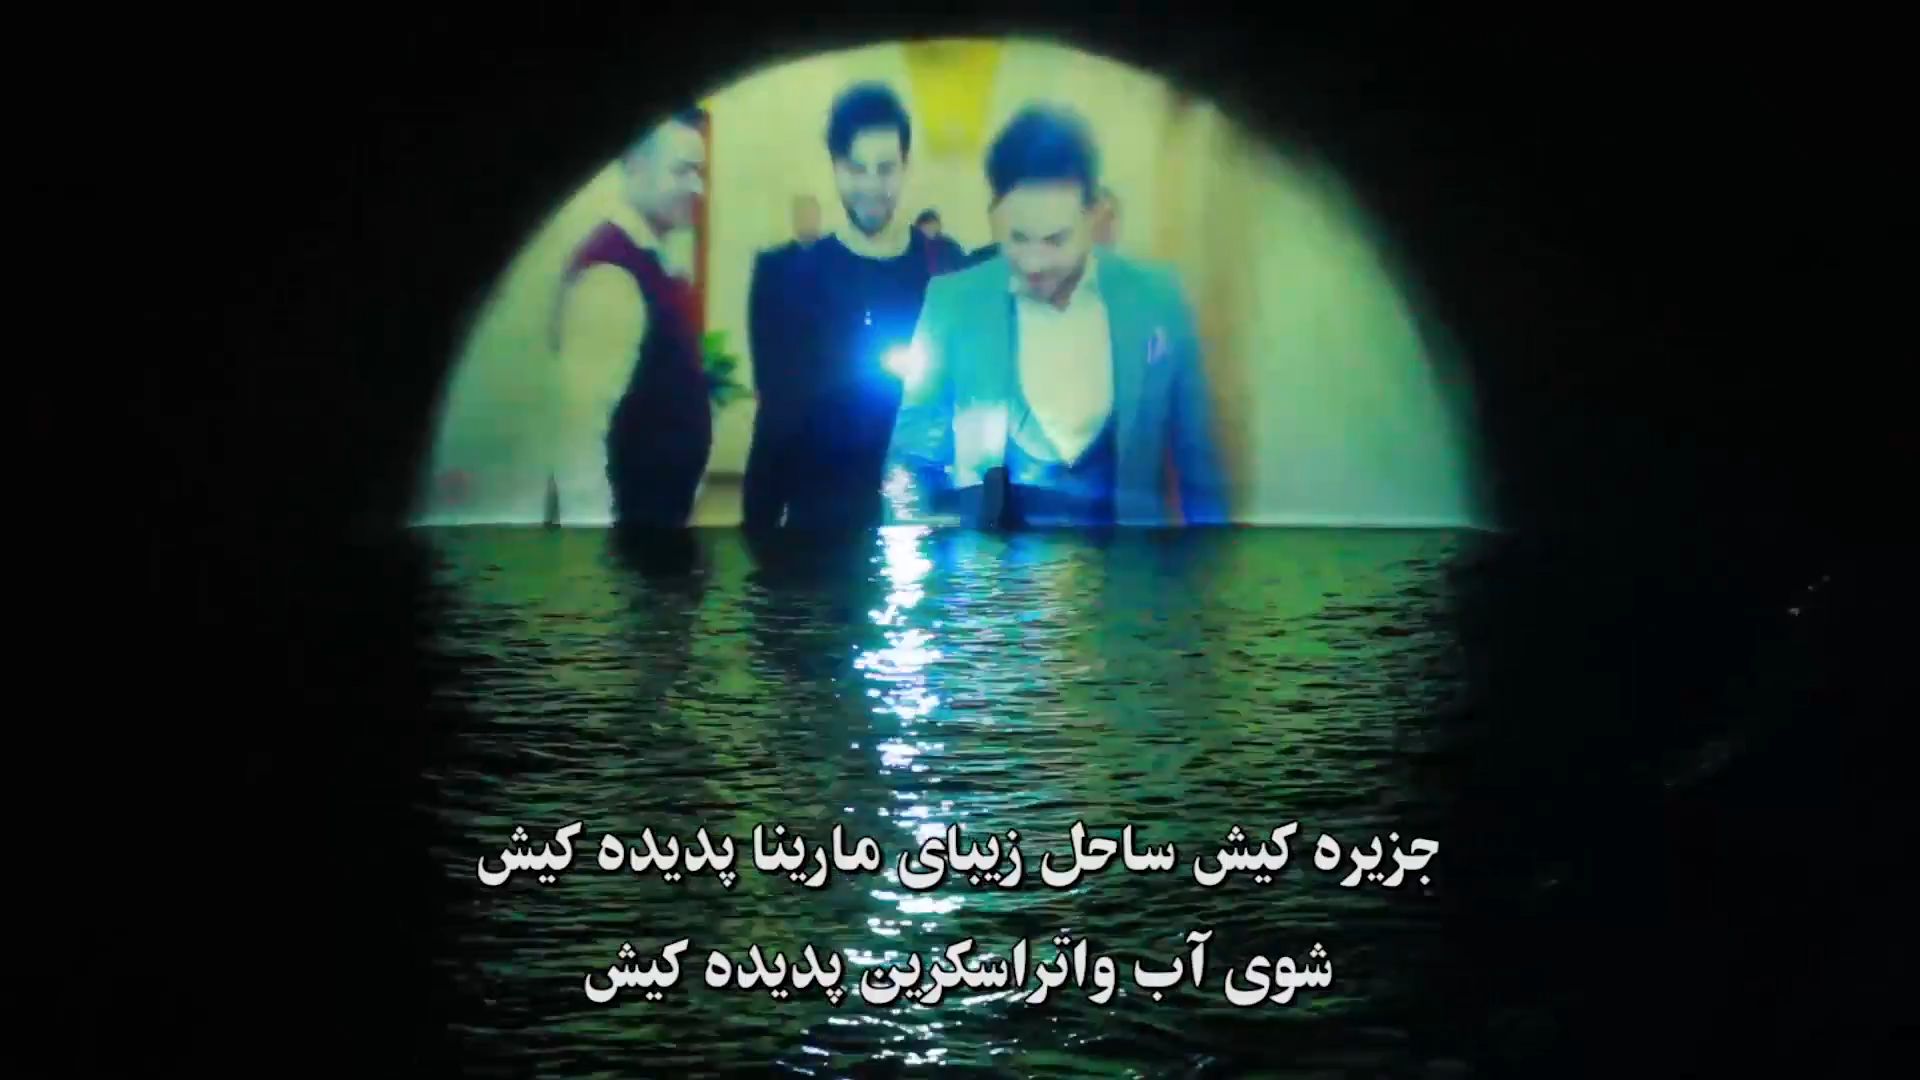 جزیره کیش ساحل زیبای مارینا پدیده کیش
شوی آب واتراسکرین پدیده کیش